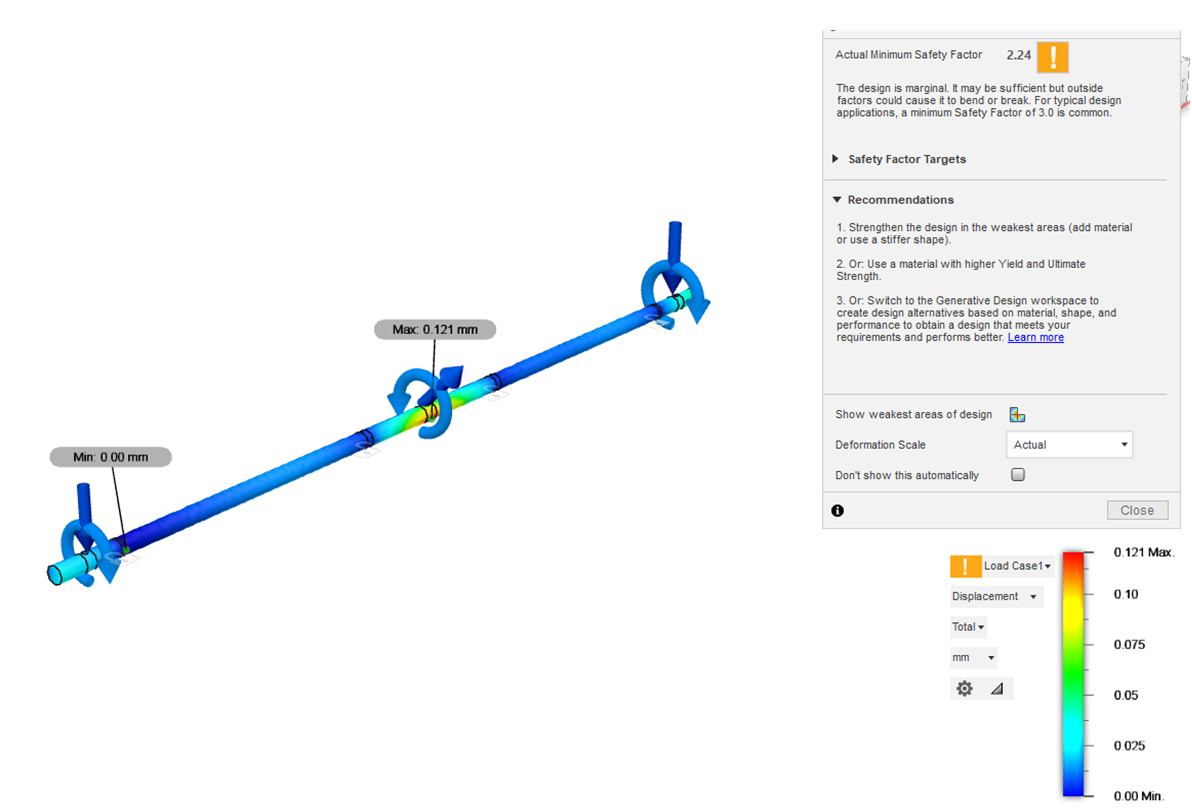 Actual Minimum Safety Factor 2.24
The design is marginal. It may be sufficient but outside
factors could cause it to bend or break. For typical design
applications, a minimum Safety Factor of 3.0 is common.
Safety Factor Targets
Recommendations
1. Strengthen the design in the weakest areas (add material
or use a stiffer shape).
2. Or: Use a material with higher Yield and Ultimate
Strength.
3. Or: Switch to the Generative Design workspace to
create design alternatives based on material, shape, and
performance to obtain a design that meets your
requirements and performs better. Learn more
Max: 0.121 mm
Min: 0.00 mm
Show weakest areas of design
Deformation Scale Actual
Don't show this automatically
Close
Load Case1
Displacement
Total
mm
0.121 Max.
0.10
0.075
0.05
0.025
0.00 Min.